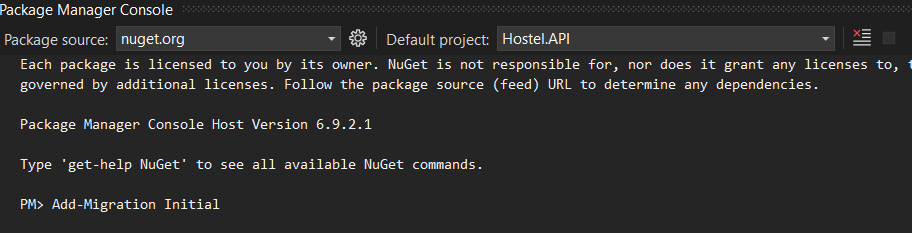 Package Manager Console
Package source: nuget.org Default project: Hostel.API
Each package is licensed to you by its owner. NuGet is not responsible for, nor does it grant any licenses to,
governed by additional licenses. Follow the package source (feed) URL to determine any dependencies.
Package Manager Console Host Version 6.9.2.1
Type 'get-help NuGet' to see all available NuGet commands.
PM> Add-Migration Initial